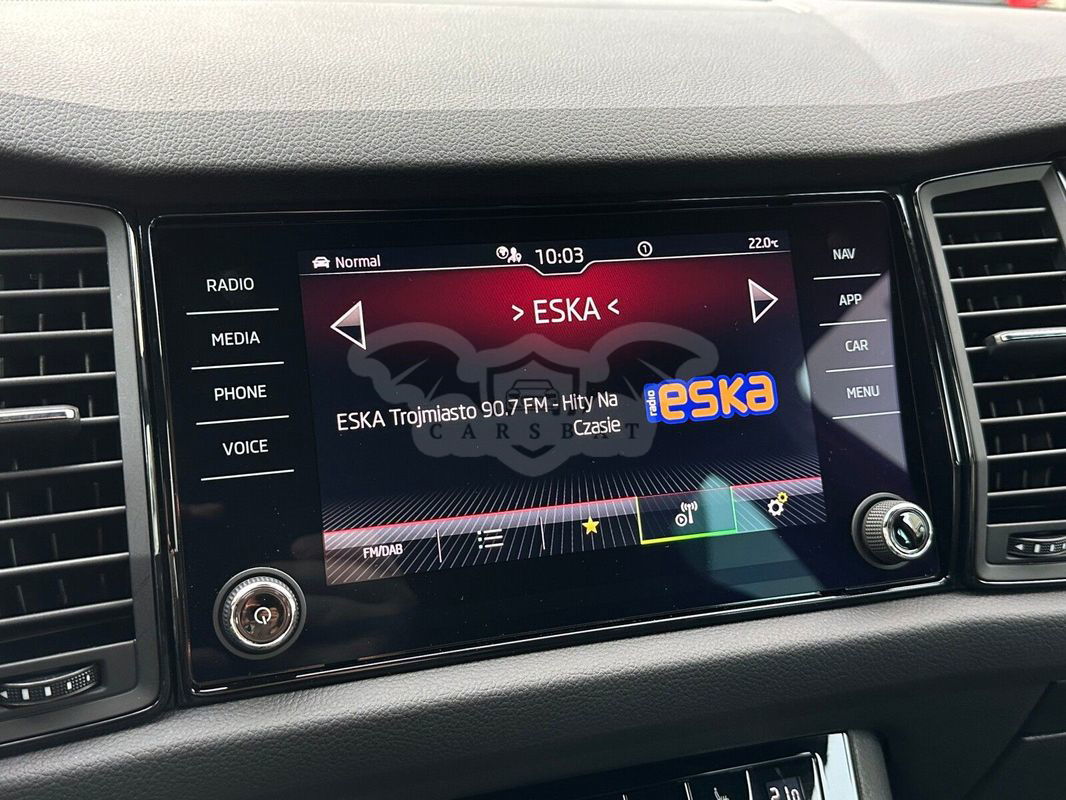 Normal
10:03
1
22.0°C
RADIO
MEDIA
PHONE
VOICE
NAV
APP
CAR
MENU
> ESKA <
ESKA Trojmiasto 90.7 FM - Hity Na
Czasie
radio eska
CARSBAT
FM/DAB